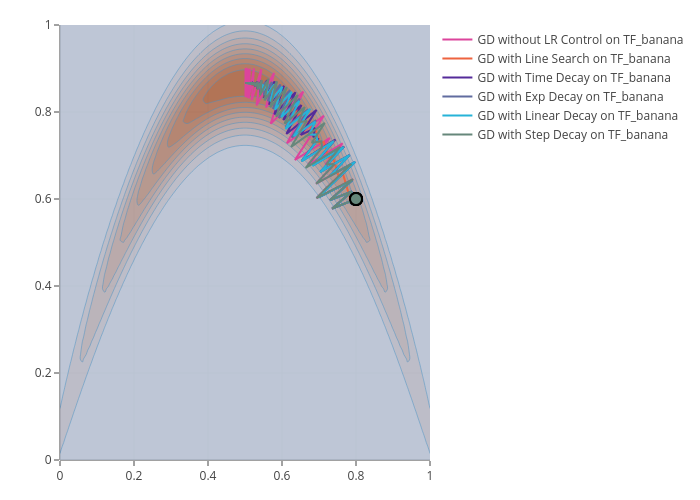 1
0.8
0.6
0.4
0.2
0
0
0.2
0.4
0.6
0.8
1
GD without LR Control on TF_banana
GD with Line Search on TF_banana
GD with Time Decay on TF_banana
GD with Exp Decay on TF_banana
GD with Linear Decay on TF_banana
GD with Step Decay on TF_banana